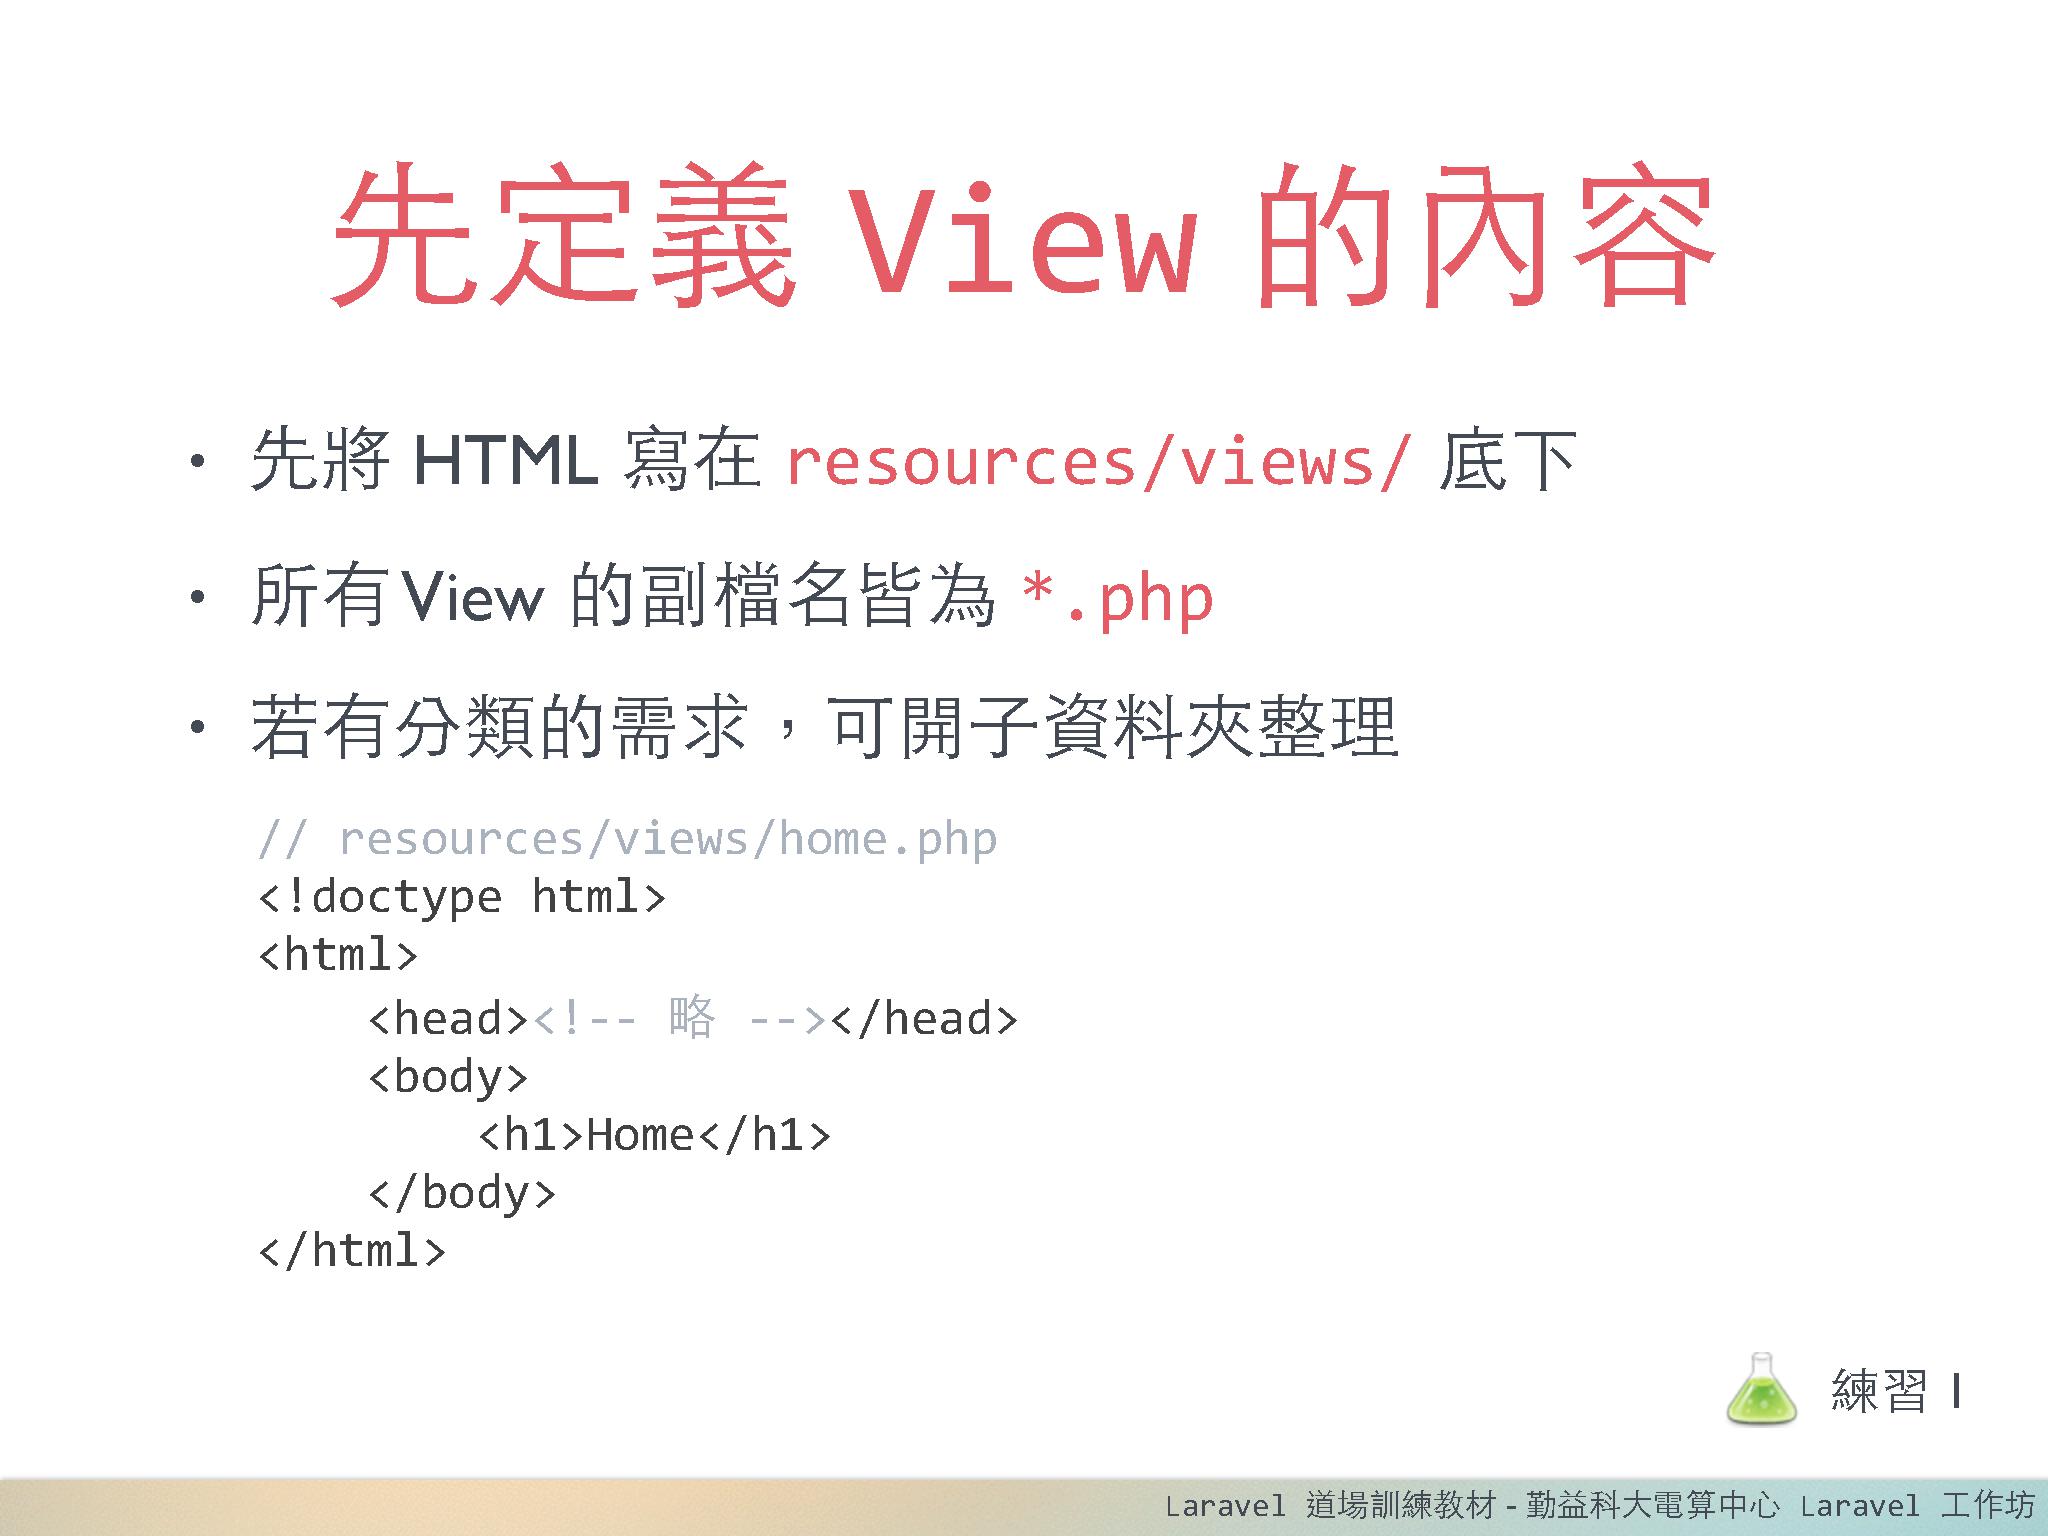 先定義 View 的內容
• 先將 HTML 寫在 resources/views/ 底下
• 所有 View 的副檔名皆為 *.php
• 若有分類的需求，可開子資料夾整理
// resources/views/home.php
<!doctype html>
<html>
    <head><!-- 略 --></head>
    <body>
        <h1>Home</h1>
    </body>
</html>
練習 1
Laravel 道場訓練教材 - 勤益科大電算中心 Laravel 工作坊